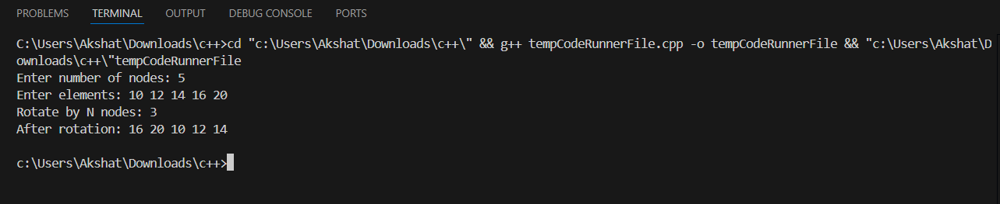 PROBLEMS TERMINAL OUTPUT DEBUG CONSOLE PORTS
C:\Users\Akshat\Downloads\c++>cd "c:\Users\Akshat\Downloads\c++\" && g++ tempCodeRunnerFile.cpp -o tempCodeRunnerFile && "c:\Users\Akshat\D
ownloads\c++\"tempCodeRunnerFile
Enter number of nodes: 5
Enter elements: 10 12 14 16 20
Rotate by N nodes: 3
After rotation: 16 20 10 12 14
c:\Users\Akshat\Downloads\c++>